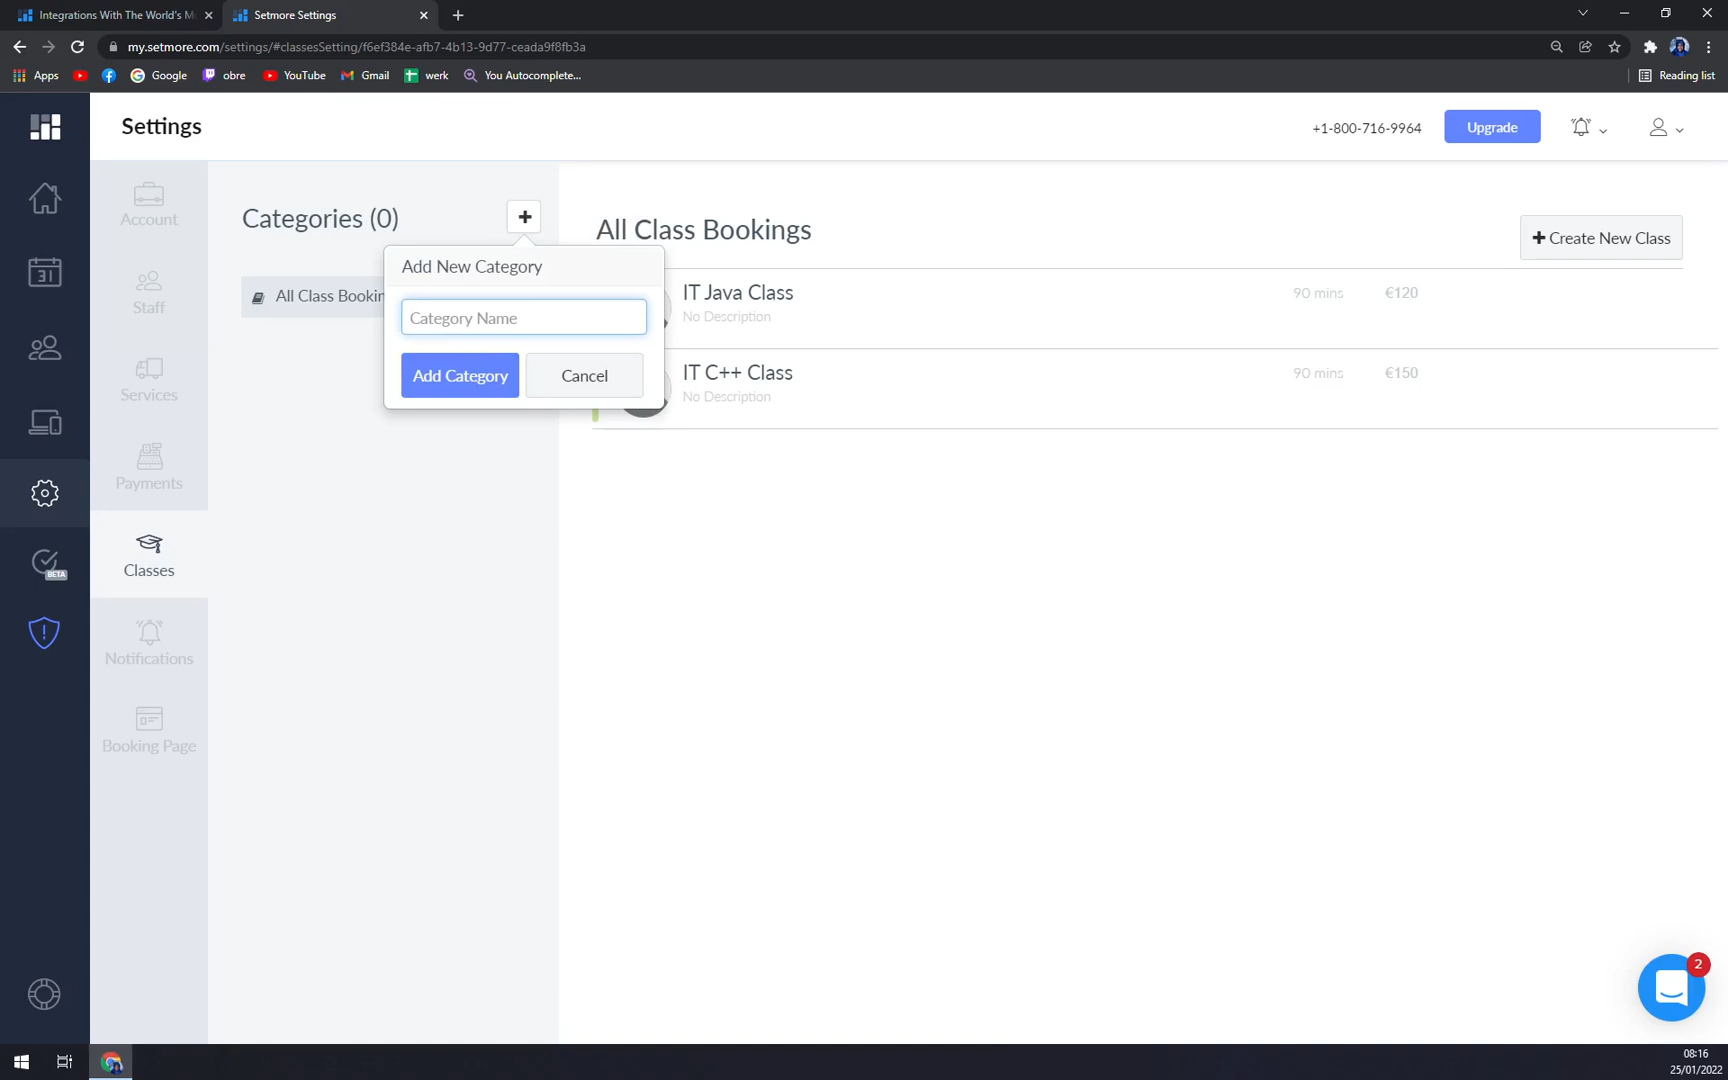 Integrations With The World's M
Setmore Settings
my.setmore.com/settings/#classesSetting/f6ef384e-afb7-4b13-9d77-ceada9f8fb3a
Apps
Google
obre
YouTube
Gmail
werk
You Autocomplete...
Reading list
Settings
+1-800-716-9964
Upgrade
Account
Staff
Services
Payments
Classes
Notifications
Booking Page
31
BETA
Categories (0)
+
All Class Bookin
Add New Category
Category Name
Add Category
Cancel
All Class Bookings
+ Create New Class
IT Java Class
No Description
90 mins
€120
IT C++ Class
No Description
90 mins
€150
2
08:16
25/01/2022